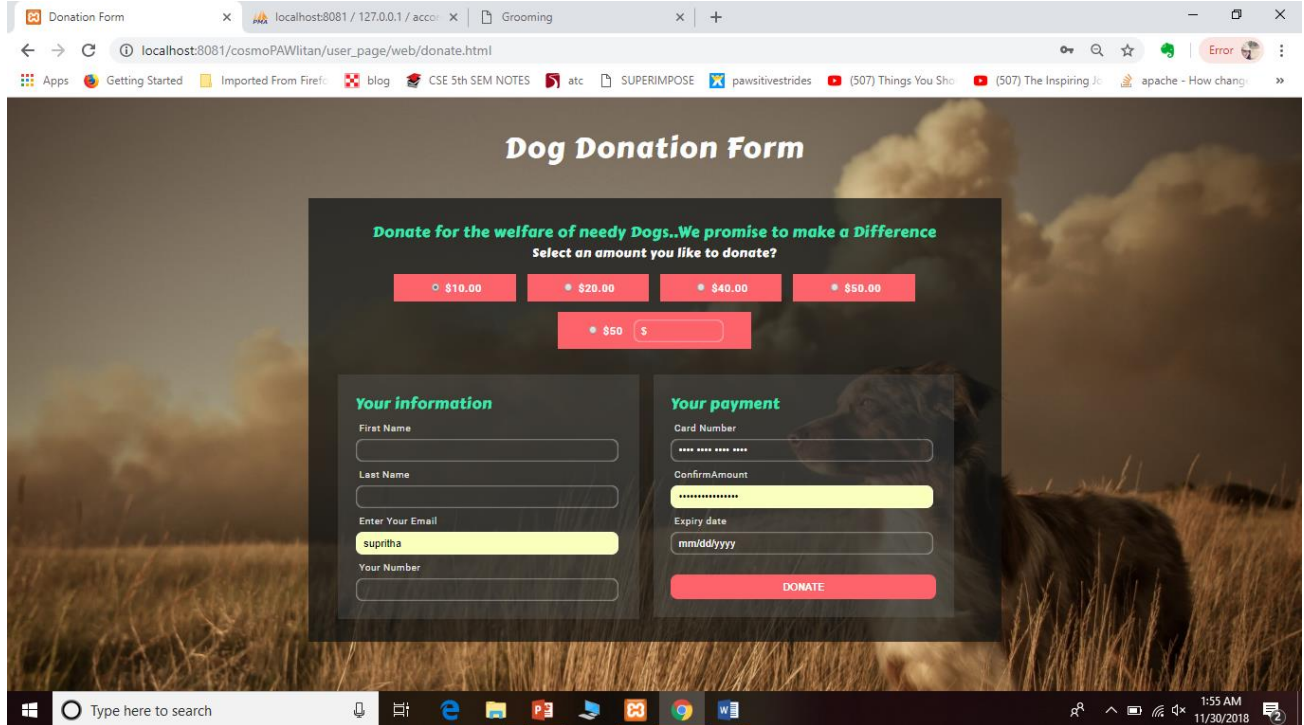 Donation Form
localhost:8081 / 127.0.0.1 / accor
Grooming
localhost:8081/cosmoPAWlitan/user_page/web/donate.html
Error
Apps
Getting Started
Imported From Firefo
blog
CSE 5th SEM NOTES
atc
SUPERIMPOSE
pawsitivestrides
(507) Things You Sho
(507) The Inspiring Jo
apache - How chang
»
Dog Donation Form
Donate for the welfare of needy Dogs..We promise to make a Difference
Select an amount you like to donate?
$10.00
$20.00
$40.00
$50.00
$50 $
Your information
First Name
Last Name
Enter Your Email
supritha
Your Number
Your payment
Card Number
ConfirmAmount
Expiry date
mm/dd/yyyy
DONATE
Type here to search
1:55 AM
11/30/2018
2